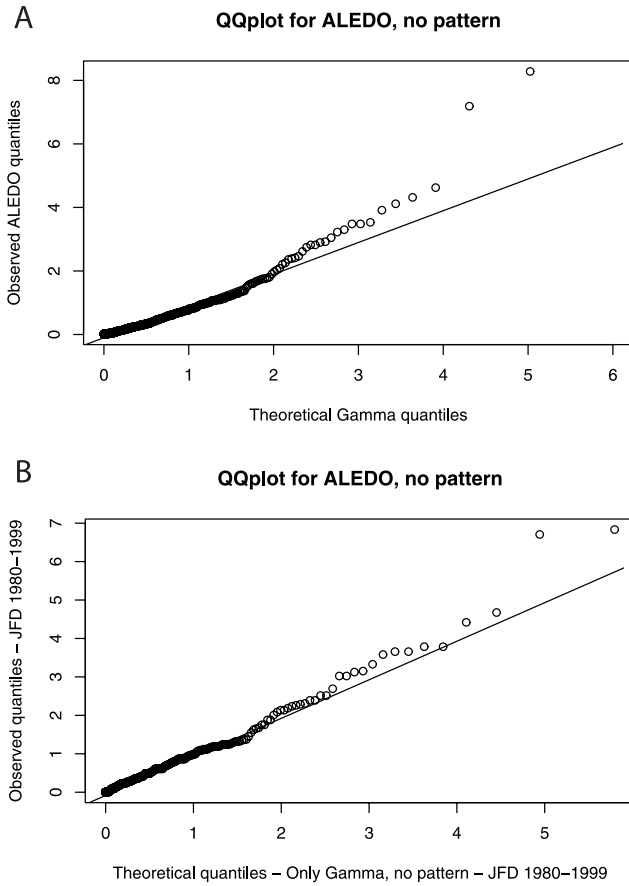 A
QQplot for ALEDO, no pattern
Observed ALEDO quantiles
8
6
4
2
0
0 1 2 3 4 5 6
Theoretical Gamma quantiles
B
QQplot for ALEDO, no pattern
Observed quantiles – JFD 1980–1999
7
6
5
4
3
2
1
0
0 1 2 3 4 5
Theoretical quantiles – Only Gamma, no pattern – JFD 1980–1999